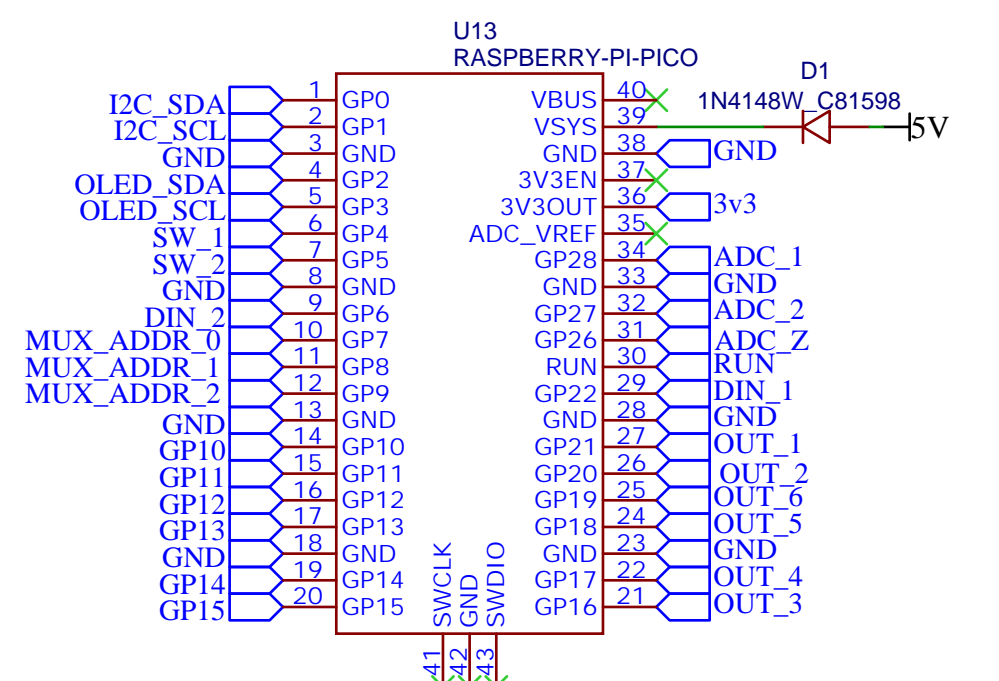 U13
RASPBERRY-PI-PICO
D1
1N4148W_C81598
5V
I2C_SDA 1 GP0
I2C_SCL 2 GP1
GND 3 GND
OLED_SDA 4 GP2
OLED_SCL 5 GP3
SW_1 6 GP4
SW_2 7 GP5
GND 8 GND
DIN_2 9 GP6
MUX_ADDR_0 10 GP7
MUX_ADDR_1 11 GP8
MUX_ADDR_2 12 GP9
GND 13 GND
GP10 14 GP10
GP11 15 GP11
GP12 16 GP12
GP13 17 GP13
GND 18 GND
GP14 19 GP14
GP15 20 GP15
VBUS 40
VSYS 39
GND 38 GND
3V3EN 37
3V3OUT 36 3v3
ADC_VREF 35
GP28 34 ADC_1
GND 33 GND
GP27 32 ADC_2
GP26 31 ADC_Z
RUN 30 RUN
GP22 29 DIN_1
GND 28 GND
GP21 27 OUT_1
GP20 26 OUT_2
GP19 25 OUT_6
GP18 24 OUT_5
GND 23 GND
GP17 22 OUT_4
GP16 21 OUT_3
SWCLK 41
GND 42
SWDIO 43